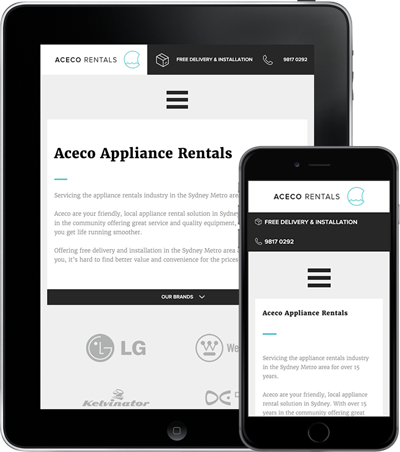 ACECO RENTALS
FREE DELIVERY & INSTALLATION
9817 0292
Aceco Appliance Rentals
Servicing the appliance rentals industry in the Sydney Metro area
Aceco are your friendly, local appliance rental solution in Sydney
in the community offering great service and quality equipment,
you get life running smoother.
Offering free delivery and installation in the Sydney Metro area
you, it's hard to find better value and convenience for the price
OUR BRANDS
LG
We
Kelvinator
ACECO RENTALS
FREE DELIVERY & INSTALLATION
9817 0292
Aceco Appliance Rentals
Servicing the appliance rentals industry
in the Sydney Metro area for over 15
years.
Aceco are your friendly, local appliance
rental solution in Sydney. With over 15
years in the community offering great